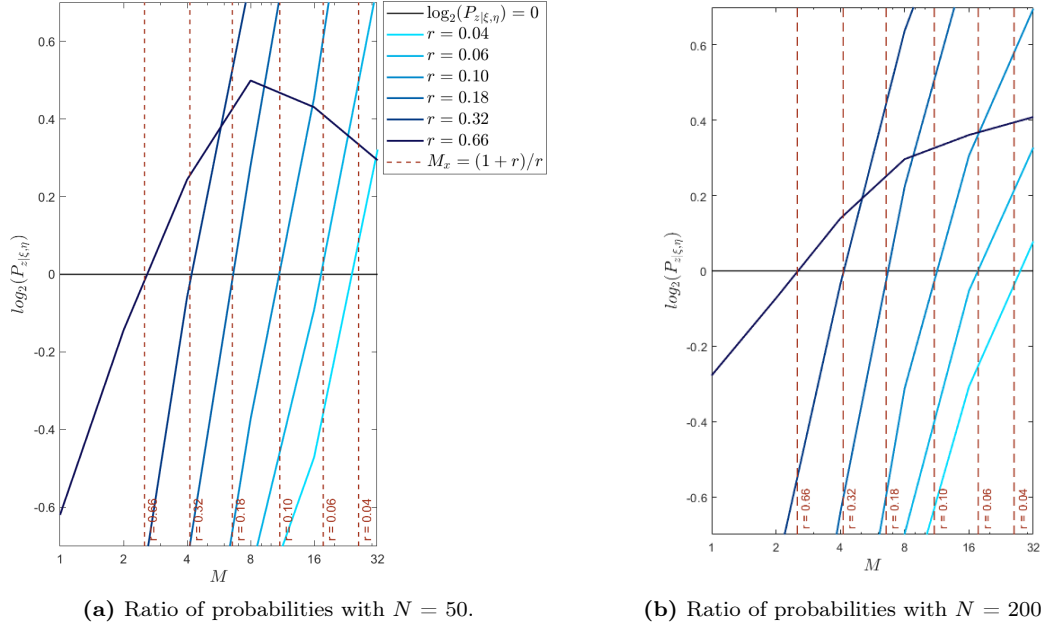 0.6
0.4
0.2
0
-0.2
-0.4
-0.6
log₂(P_{z|ξ,η})
1 2 4 8 16 32
M
r = 0.66
r = 0.32
r = 0.18
r = 0.10
r = 0.06
r = 0.04
log₂(P_{z|ξ,η}) = 0
r = 0.04
r = 0.06
r = 0.10
r = 0.18
r = 0.32
r = 0.66
M_x = (1 + r)/r
(a) Ratio of probabilities with N = 50.
0.6
0.4
0.2
0
-0.2
-0.4
-0.6
log₂(P_{z|ξ,η})
1 2 4 8 16 32
M
r = 0.66
r = 0.32
r = 0.18
r = 0.10
r = 0.06
r = 0.04
(b) Ratio of probabilities with N = 200